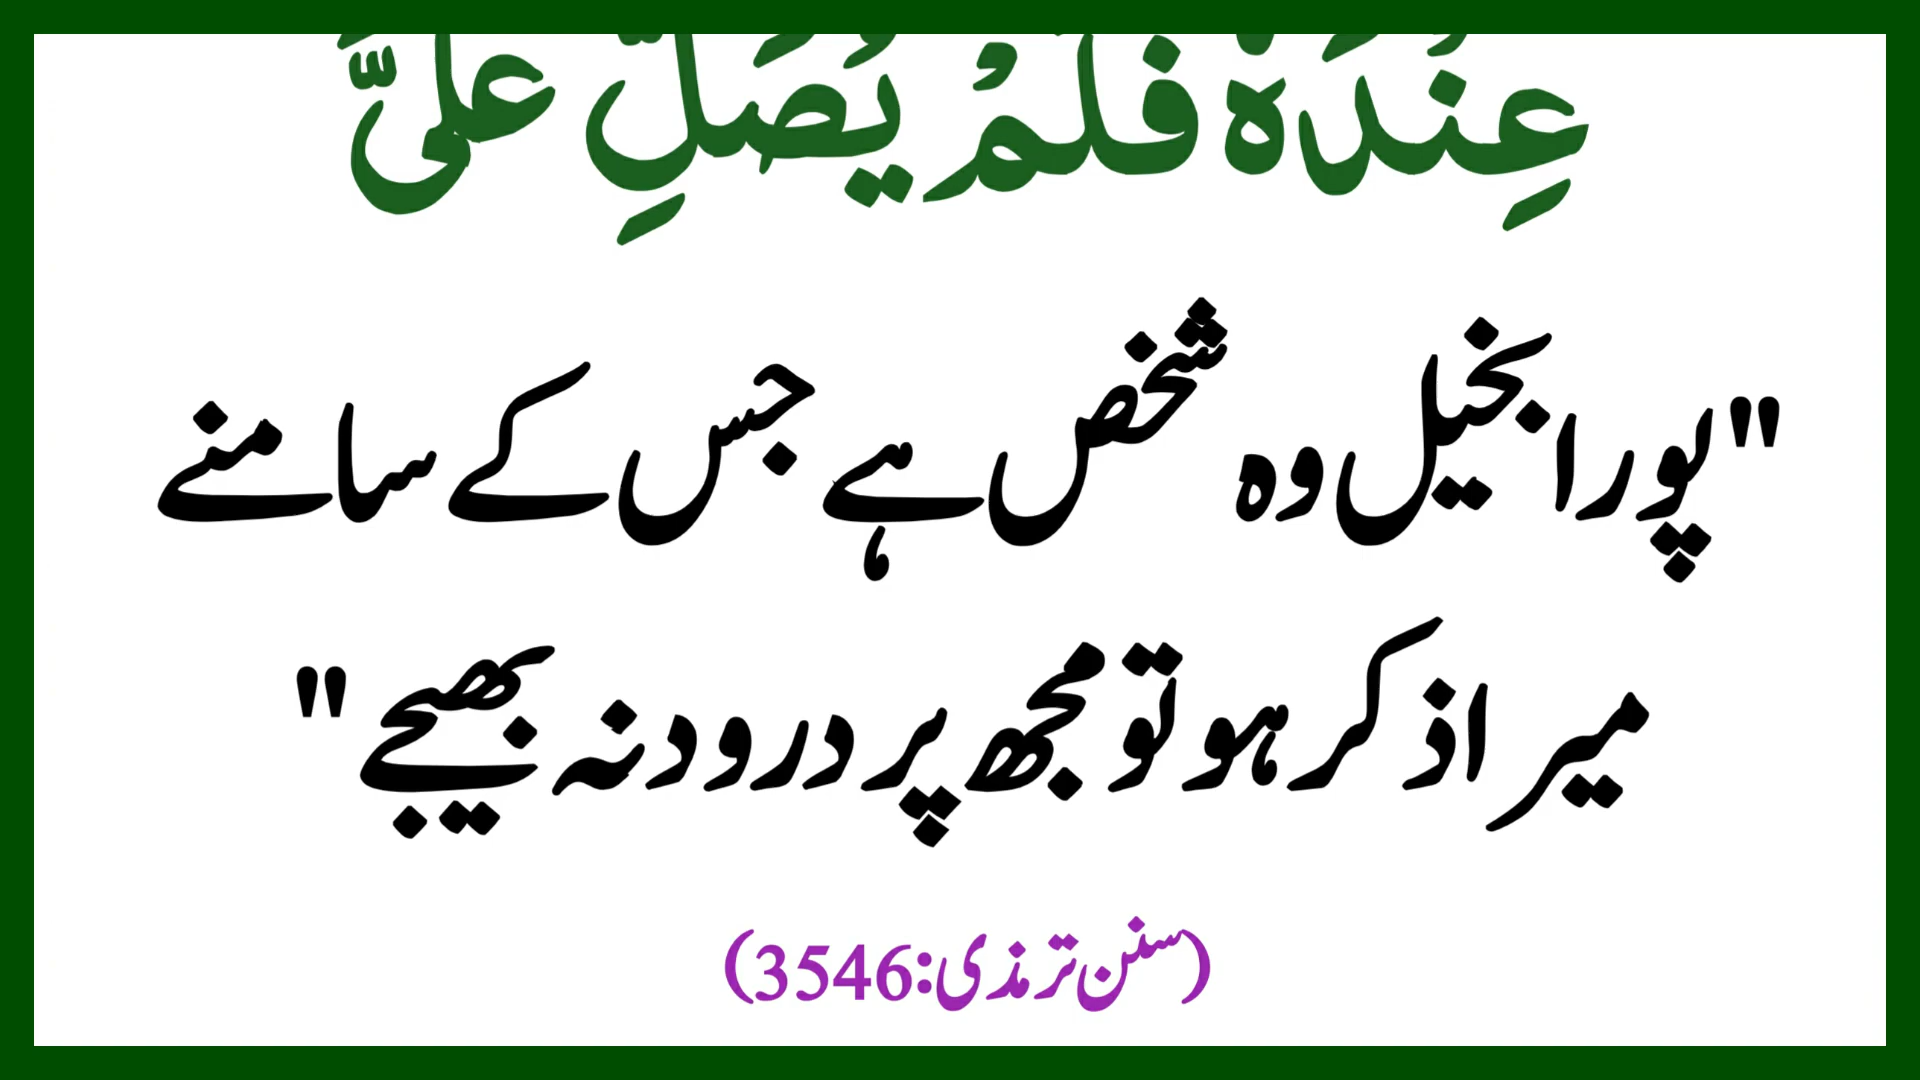 عِنْدَهٗ فَلَمْ يُصَلِّ عَلَیَّ
"پورا بخیل وہ شخص ہے جس کے سامنے
میرا ذکر ہو تو مجھ پر درود نہ بھیجے"
(سنن ترمذی:3546)